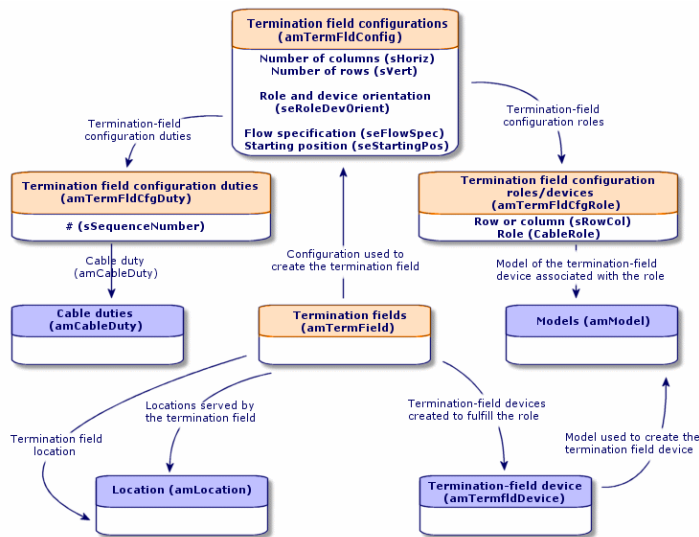 Termination field configurations
(amTermFldConfig)
Number of columns (sHoriz)
Number of rows (sVert)
Role and device orientation
(seRoleDevOrient)
Flow specification (seFlowSpec)
Starting position (seStartingPos)
Termination-field
configuration duties
Termination-field
configuration roles
Termination field configuration duties
(amTermFldCfgDuty)
# (sSequenceNumber)
Termination field configuration
roles/devices
(amTermFldCfgRole)
Row or column (sRowCol)
Role (CableRole)
Cable duty
(amCableDuty)
Configuration used to
create the termination field
Model of the termination-field
device associated with the role
Cable duties
(amCableDuty)
Termination fields
(amTermField)
Models (amModel)
Locations served by
the termination field
Termination-field devices
created to fulfill the role
Termination field
location
Model used to create the
termination field device
Location (amLocation)
Termination-field device
(amTermfldDevice)